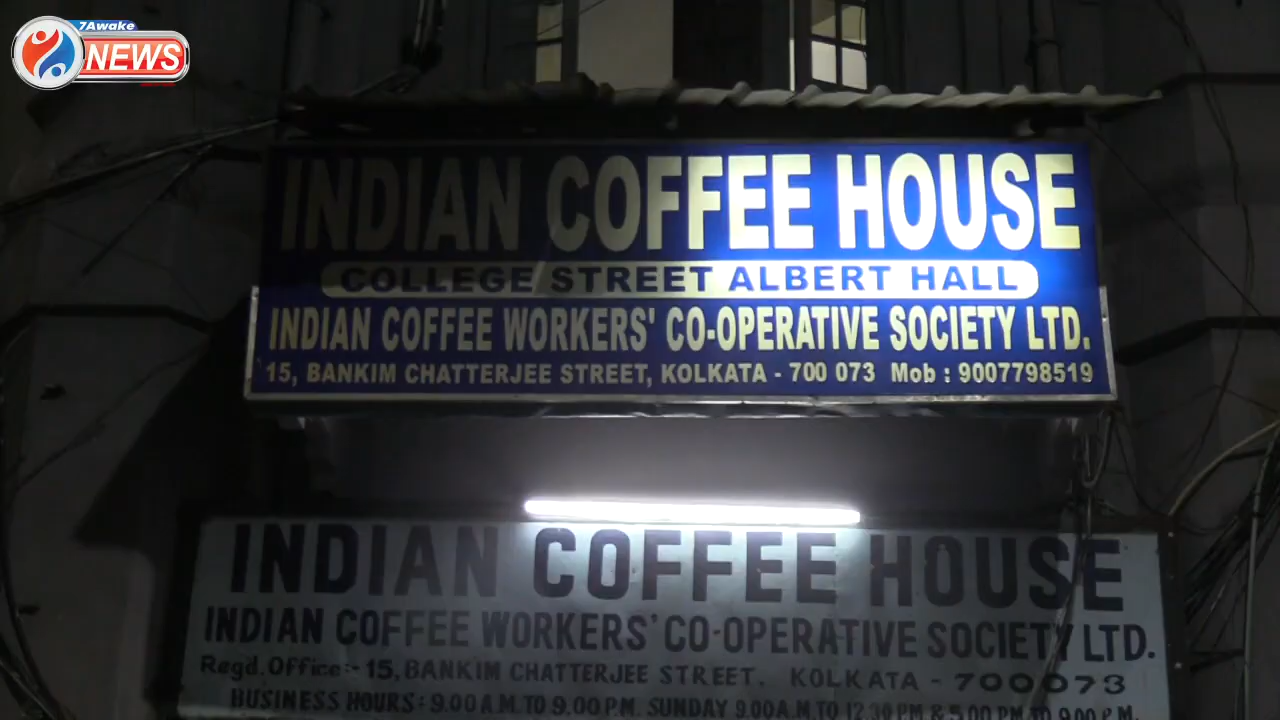 7Awake
NEWS
INDIAN COFFEE HOUSE
COLLEGE STREET ALBERT HALL
INDIAN COFFEE WORKERS' CO-OPERATIVE SOCIETY LTD.
15, BANKIM CHATTERJEE STREET, KOLKATA - 700 073 Mob : 9007798519
INDIAN COFFEE HOUSE
INDIAN COFFEE WORKERS' CO-OPERATIVE SOCIETY LTD.
Regd. Office:- 15, BANKIM CHATTERJEE STREET. KOLKATA - 700073
BUSINESS HOURS: 9.00 A.M. TO 9.00 P.M. SUNDAY 9.00 A.M. TO 12.30 P.M & 5.00 P.M. TO 9.00 P.M.